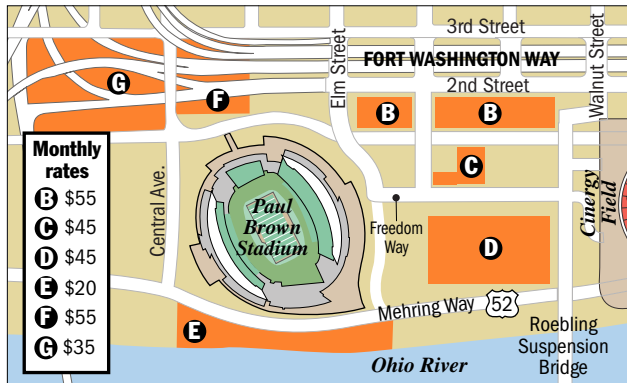 3rd Street
FORT WASHINGTON WAY
2nd Street
Elm Street
Walnut Street
G
F
B
B
C
D
E
Monthly
rates
B $55
C $45
D $45
E $20
F $55
G $35
Central Ave.
Paul
Brown
Stadium
Freedom
Way
Cinergy
Field
Mehring Way
52
Ohio River
Roebling
Suspension
Bridge